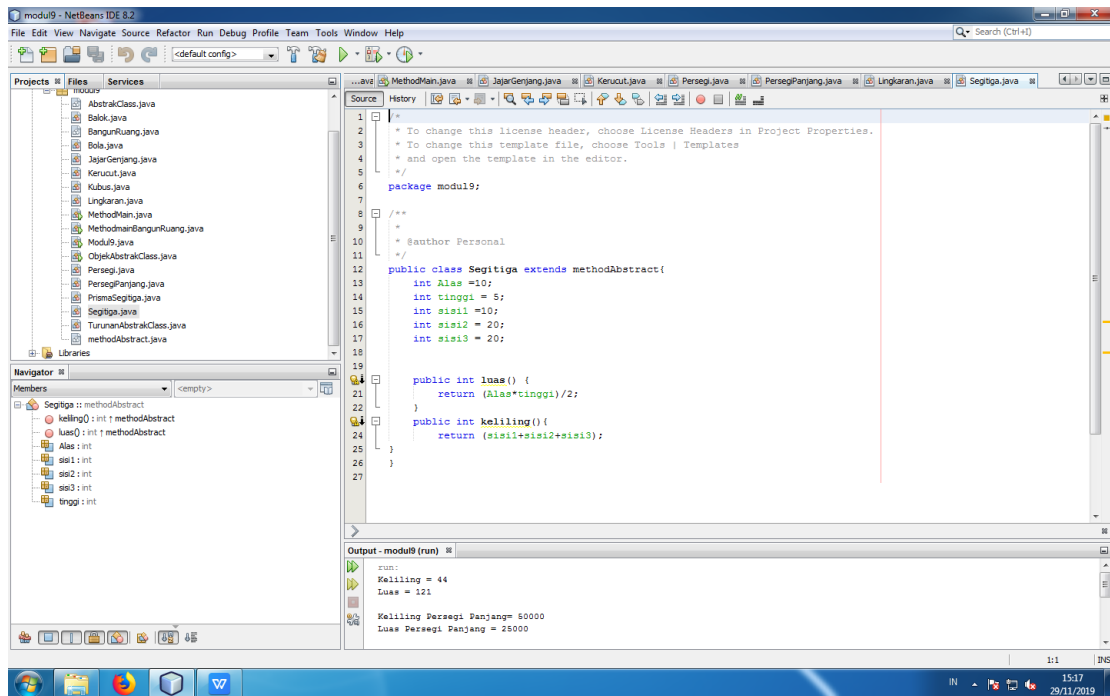 modul9 - NetBeans IDE 8.2
File Edit View Navigate Source Refactor Run Debug Profile Team Tools Window Help
Search (Ctrl+I)
<default config>
Projects Files Services
modul9
AbstrakClass.java
Balok.java
BangunRuang.java
Bola.java
JajarGenjang.java
Kerucut.java
Kubus.java
Lingkaran.java
MethodMain.java
MethodmainBangunRuang.java
Modul9.java
ObjekAbstrakClass.java
Persegi.java
PersegiPanjang.java
PrismaSegitiga.java
Segitiga.java
TurunanAbstrakClass.java
methodAbstract.java
Libraries
Navigator
Members <empty>
Segitiga :: methodAbstract
keliling() : int ↑ methodAbstract
luas() : int ↑ methodAbstract
Alas : int
sisi1 : int
sisi2 : int
sisi3 : int
tinggi : int
...ava MethodMain.java JajarGenjang.java Kerucut.java Persegi.java PersegiPanjang.java Lingkaran.java Segitiga.java
Source History
1 /*
2 * To change this license header, choose License Headers in Project Properties.
3 * To change this template file, choose Tools | Templates
4 * and open the template in the editor.
5 */
6 package modul9;
7
8 /**
9 *
10 * @author Personal
11 */
12 public class Segitiga extends methodAbstract{
13 int Alas =10;
14 int tinggi = 5;
15 int sisi1 =10;
16 int sisi2 = 20;
17 int sisi3 = 20;
18
19
public int luas() {
21 return (Alas*tinggi)/2;
22 }
public int keliling(){
24 return (sisi1+sisi2+sisi3);
25 }
26 }
27
Output - modul9 (run)
run:
Keliling = 44
Luas = 121
Keliling Persegi Panjang= 50000
Luas Persegi Panjang = 25000
1:1 INS
IN
15:17
29/11/2019